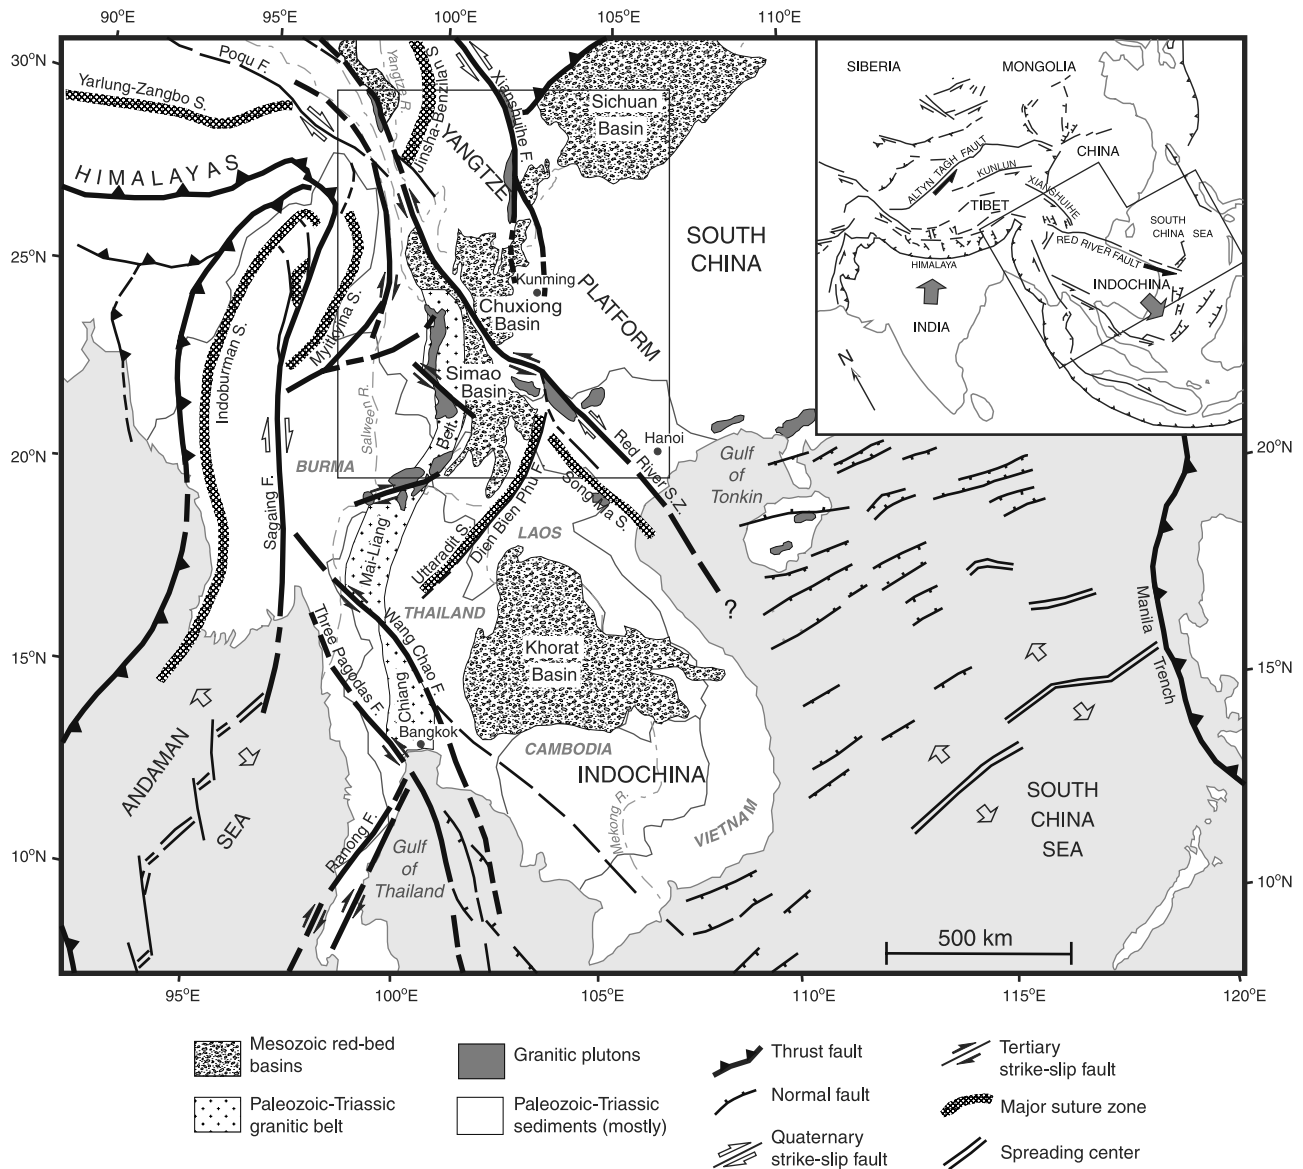 90°E 95°E 100°E 105°E 110°E
30°N
25°N
20°N
15°N
10°N
20°N
15°N
10°N
95°E 100°E 105°E 110°E 115°E 120°E
Poqu F.
Yarlung-Zangbo S.
HIMALAYAS
Yangtze R.
Jinsha-Benzilan S.
Xianshuihe F.
YANGTZE
PLATFORM
Sichuan
Basin
SOUTH
CHINA
Kunming
Chuxiong
Basin
Simao
Basin
Indoburman S.
Myitkyina S.
Salween R.
BURMA
Sagaing F.
Belt.
Mai-Liang
Chiang
Uttaradit S.
Dien Bien Phu F.
Song Ma S.
Red River S.Z.
Hanoi
LAOS
Gulf
of
Tonkin
?
THAILAND
Three Pagodas F.
Wang Chao F.
Khorat
Basin
Bangkok
CAMBODIA
INDOCHINA
Mekong R.
VIETNAM
Ranong F.
Gulf
of
Thailand
ANDAMAN
SEA
Manila
Trench
SOUTH
CHINA
SEA
500 km
SIBERIA
MONGOLIA
CHINA
ALTYN TAGH FAULT
KUNLUN
XIANSHUIHE
TIBET
SOUTH
CHINA SEA
RED RIVER FAULT
HIMALAYA
INDOCHINA
INDIA
N
Mesozoic red-bed
basins
Paleozoic-Triassic
granitic belt
Granitic plutons
Paleozoic-Triassic
sediments (mostly)
Thrust fault
Normal fault
Quaternary
strike-slip fault
Tertiary
strike-slip fault
Major suture zone
Spreading center